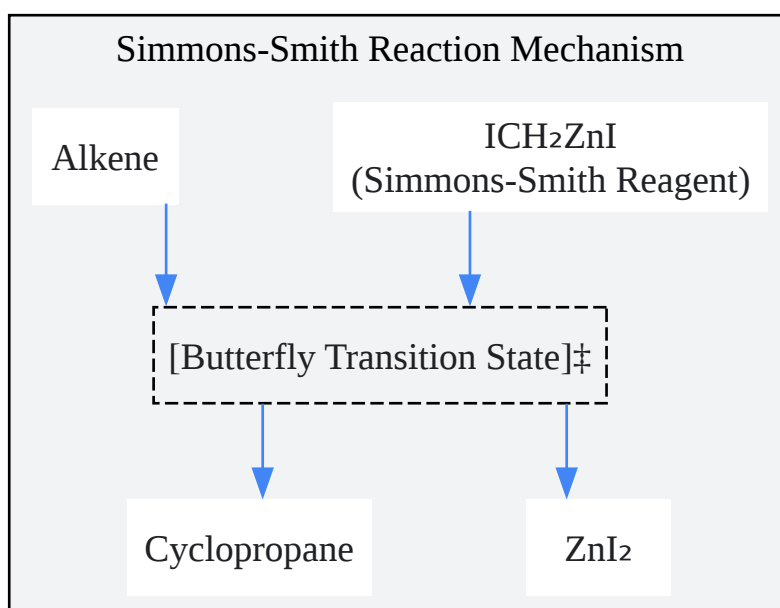 Simmons-Smith Reaction Mechanism
Alkene
ICH₂ZnI
(Simmons-Smith Reagent)
[Butterfly Transition State]‡
Cyclopropane
ZnI₂